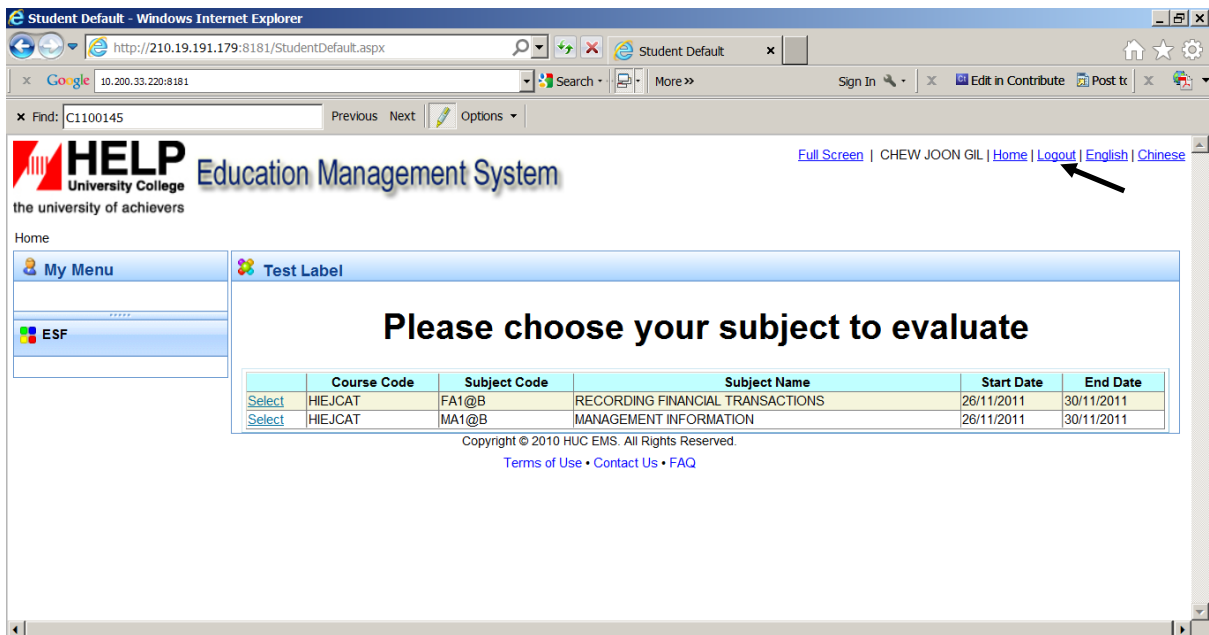 Student Default - Windows Internet Explorer
http://210.19.191.179:8181/StudentDefault.aspx
Student Default
Google 10.200.33.220:8181 Search More >> Sign In Edit in Contribute Post to
Find: C1100145 Previous Next Options
HELP
University College
the university of achievers
Education Management System
Full Screen | CHEW JOON GIL | Home | Logout | English | Chinese
Home
My Menu
ESF
Test Label
Please choose your subject to evaluate
Course Code Subject Code Subject Name Start Date End Date
Select HIEJCAT FA1@B RECORDING FINANCIAL TRANSACTIONS 26/11/2011 30/11/2011
Select HIEJCAT MA1@B MANAGEMENT INFORMATION 26/11/2011 30/11/2011
Copyright © 2010 HUC EMS. All Rights Reserved.
Terms of Use • Contact Us • FAQ